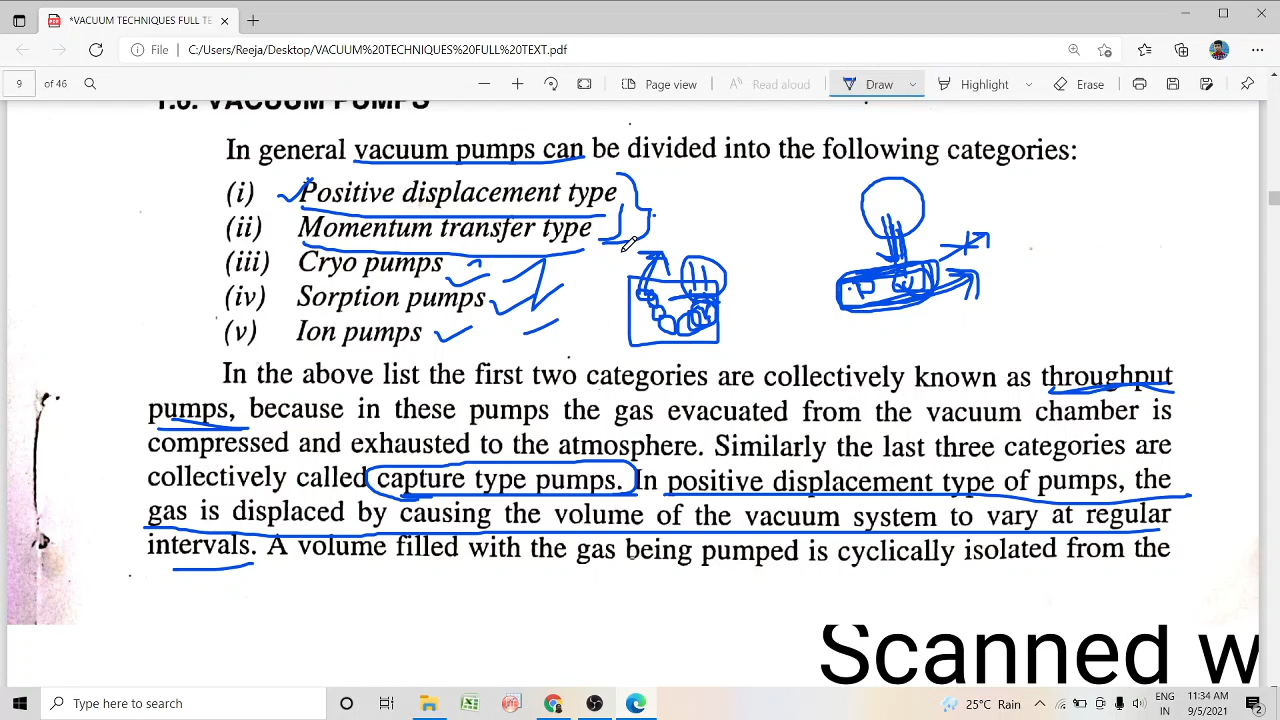 *VACUUM TECHNIQUES FULL TE
File
C:/Users/Reeja/Desktop/VACUUM%20TECHNIQUES%20FULL%20TEXT.pdf
9 of 46
Page view
Read aloud
Draw
Highlight
Erase
1.6. VACUUM PUMPS
In general vacuum pumps can be divided into the following categories:
(i) Positive displacement type
(ii) Momentum transfer type
(iii) Cryo pumps
(iv) Sorption pumps
(v) Ion pumps
In the above list the first two categories are collectively known as throughput
pumps, because in these pumps the gas evacuated from the vacuum chamber is
compressed and exhausted to the atmosphere. Similarly the last three categories are
collectively called capture type pumps. In positive displacement type of pumps, the
gas is displaced by causing the volume of the vacuum system to vary at regular
intervals. A volume filled with the gas being pumped is cyclically isolated from the
Scanned w
Type here to search
25°C Rain
ENG
IN
11:34 AM
9/5/2021
2